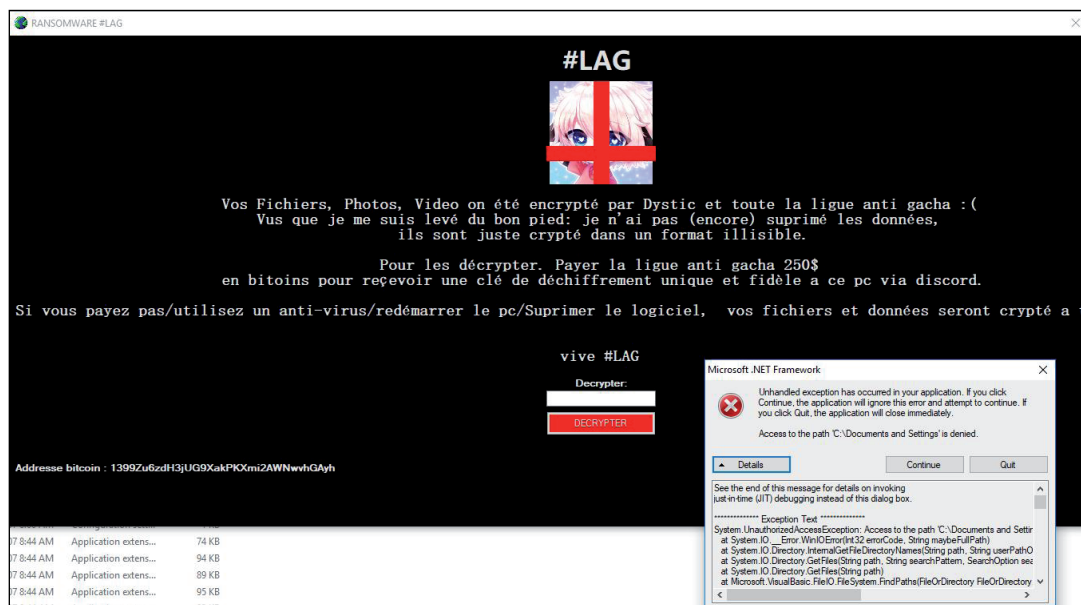 RANSOMWARE #LAG
#LAG
Vos Fichiers, Photos, Video on été encrypté par Dystic et toute la ligue anti gacha :(
Vus que je me suis levé du bon pied: je n'ai pas (encore) suprimé les données,
ils sont juste crypté dans un format illisible.
Pour les décrypter. Payer la ligue anti gacha 250$
en bitoins pour reçevoir une clé de déchiffrement unique et fidèle a ce pc via discord.
Si vous payez pas/utilisez un anti-virus/redémarrer le pc/Suprimer le logiciel, vos fichiers et données seront crypté a
vive #LAG
Decrypter:
DECRYPTER
Addresse bitcoin : 1399Zu6zdH3jUG9XakPKXmi2AWNwvhGAyh
Microsoft .NET Framework
Unhandled exception has occurred in your application. If you click
Continue, the application will ignore this error and attempt to continue. If
you click Quit, the application will close immediately.
Access to the path 'C:\Documents and Settings' is denied.
Details
Continue
Quit
See the end of this message for details on invoking
just-in-time (JIT) debugging instead of this dialog box.
************** Exception Text **************
System.UnauthorizedAccessException: Access to the path 'C:\Documents and Settin
at System.IO.__Error.WinIOError(Int32 errorCode, String maybeFullPath)
at System.IO.Directory.InternalGetFileDirectoryNames(String path, String userPathO
at System.IO.Directory.GetFiles(String path, String searchPattern, SearchOption sea
at System.IO.Directory.GetFiles(String path)
at Microsoft.VisualBasic.FileIO.FileSystem.FindPaths(FileOrDirectory FileOrDirectory
07 8:44 AM Application extens... 74 KB
07 8:44 AM Application extens... 94 KB
07 8:44 AM Application extens... 89 KB
07 8:44 AM Application extens... 95 KB